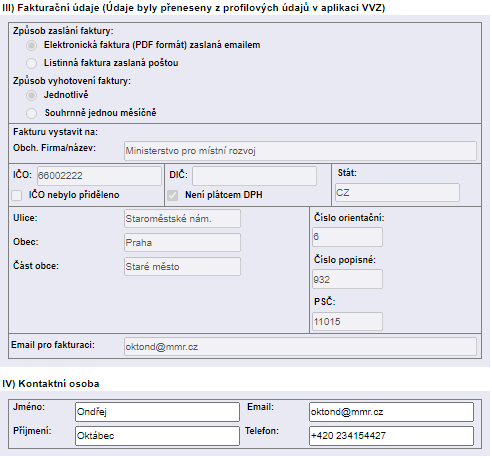 III) Fakturační údaje (Údaje byly přeneseny z profilových údajů v aplikaci VVZ)
Způsob zaslání faktury:
Elektronická faktura (PDF formát) zaslaná emailem
Listinná faktura zaslaná poštou
Způsob vyhotovení faktury:
Jednotlivě
Souhrnně jednou měsíčně
Fakturu vystavit na:
Obch. Firma/název: Ministerstvo pro místní rozvoj
IČO: 66002222 DIČ: Stát:
IČO nebylo přiděleno Není plátcem DPH CZ
Ulice: Staroměstské nám. Číslo orientační:
6
Obec: Praha
Číslo popisné:
Část obce: Staré město
932
PSČ:
11015
Email pro fakturaci: oktond@mmr.cz
IV) Kontaktní osoba
Jméno: Ondřej Email: oktond@mmr.cz
Příjmení: Oktábec Telefon: +420 234154427